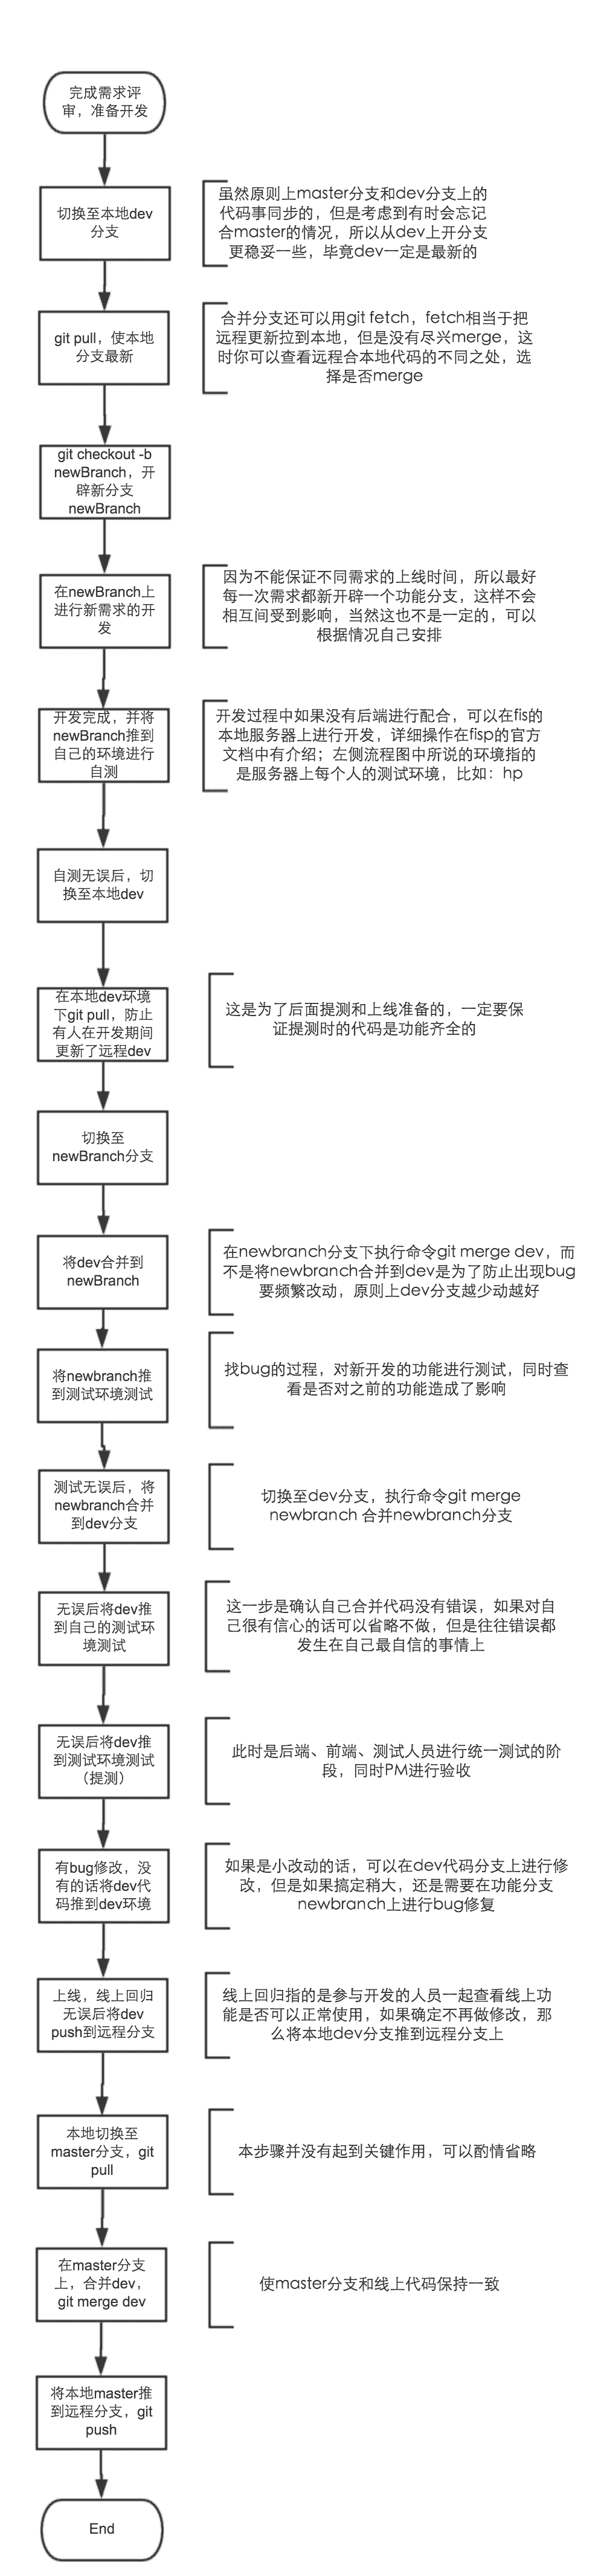 完成需求评
审，准备开发
切换至本地dev
分支
虽然原则上master分支和dev分支上的
代码事同步的，但是考虑到有时会忘记
合master的情况，所以从dev上开分支
更稳妥一些，毕竟dev一定是最新的
git pull，使本地
分支最新
合并分支还可以用git fetch，fetch相当于把
远程更新拉到本地，但是没有尽兴merge，这
时你可以查看远程合本地代码的不同之处，选
择是否merge
git checkout -b
newBranch，开
辟新分支
newBranch
在newBranch上
进行新需求的开
发
因为不能保证不同需求的上线时间，所以最好
每一次需求都新开辟一个功能分支，这样不会
相互间受到影响，当然这也不是一定的，可以
根据情况自己安排
开发完成，并将
newBranch推到
自己的环境进行
自测
开发过程中如果没有后端进行配合，可以在fis的
本地服务器上进行开发，详细操作在fisp的官方
文档中有介绍；左侧流程图中所说的环境指的
是服务器上每个人的测试环境，比如：hp
自测无误后，切
换至本地dev
在本地dev环境
下git pull，防止
有人在开发期间
更新了远程dev
这是为了后面提测和上线准备的，一定要保
证提测时的代码是功能齐全的
切换至
newBranch分支
将dev合并到
newBranch
在newbranch分支下执行命令git merge dev，而
不是将newbranch合并到dev是为了防止出现bug
要频繁改动，原则上dev分支越少动越好
将newbranch推
到测试环境测试
找bug的过程，对新开发的功能进行测试，同时查
看是否对之前的功能造成了影响
测试无误后，将
newbranch合并
到dev分支
切换至dev分支，执行命令git merge
newbranch 合并newbranch分支
无误后将dev推
到自己的测试环
境测试
这一步是确认自己合并代码没有错误，如果对自
己很有信心的话可以省略不做，但是往往错误都
发生在自己最自信的事情上
无误后将dev推
到测试环境测试
（提测）
此时是后端、前端、测试人员进行统一测试的阶
段，同时PM进行验收
有bug修改，没
有的话将dev代
码推到dev环境
如果是小改动的话，可以在dev代码分支上进行修
改，但是如果搞定稍大，还是需要在功能分支
newbranch上进行bug修复
上线，线上回归
无误后将dev
push到远程分支
线上回归指的是参与开发的人员一起查看线上功
能是否可以正常使用，如果确定不再做修改，那
么将本地dev分支推到远程分支上
本地切换至
master分支，git
pull
本步骤并没有起到关键作用，可以酌情省略
在master分支
上，合并dev，
git merge dev
使master分支和线上代码保持一致
将本地master推
到远程分支，git
push
End